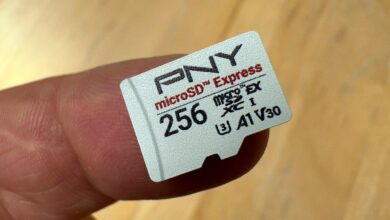 PNY
microSD™ Express
256 micro SD XC EX I
U3 A1 V30